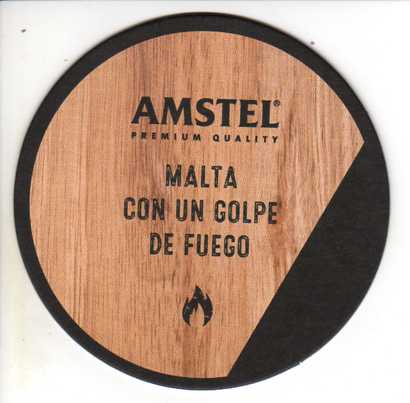 AMSTEL®
PREMIUM QUALITY
MALTA
CON UN GOLPE
DE FUEGO